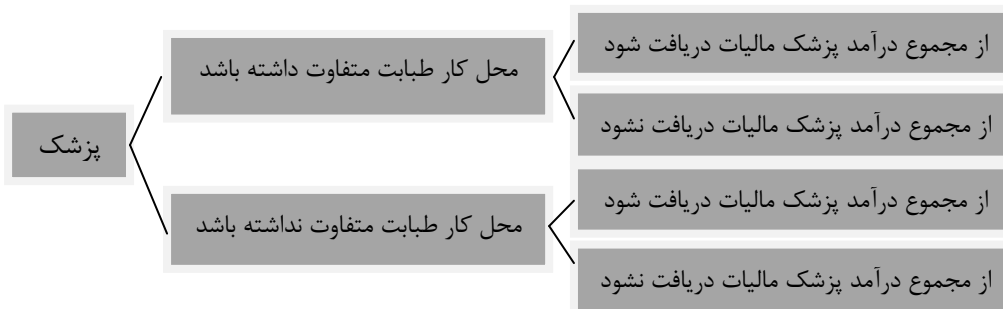 پزشک
محل کار طبابت متفاوت داشته باشد
از مجموع درآمد پزشک مالیات دریافت شود
از مجموع درآمد پزشک مالیات دریافت نشود
محل کار طبابت متفاوت نداشته باشد
از مجموع درآمد پزشک مالیات دریافت شود
از مجموع درآمد پزشک مالیات دریافت نشود